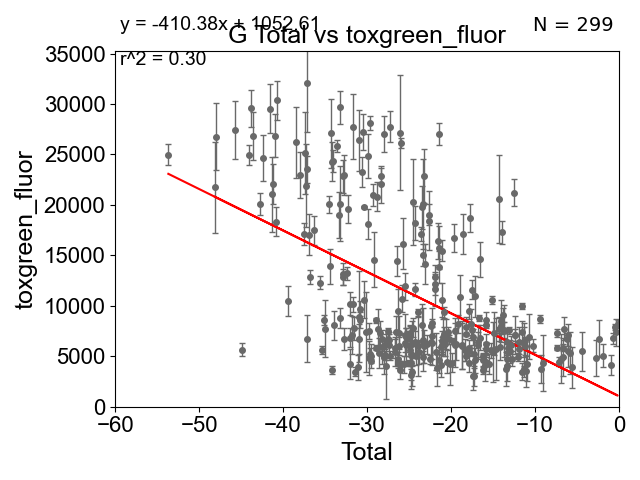 y = -410.38x + 1052.61
N = 299
G Total vs toxgreen_fluor
r^2 = 0.30
35000
30000
25000
20000
15000
10000
5000
0
toxgreen_fluor
−60
−50
−40
−30
−20
−10
0
Total